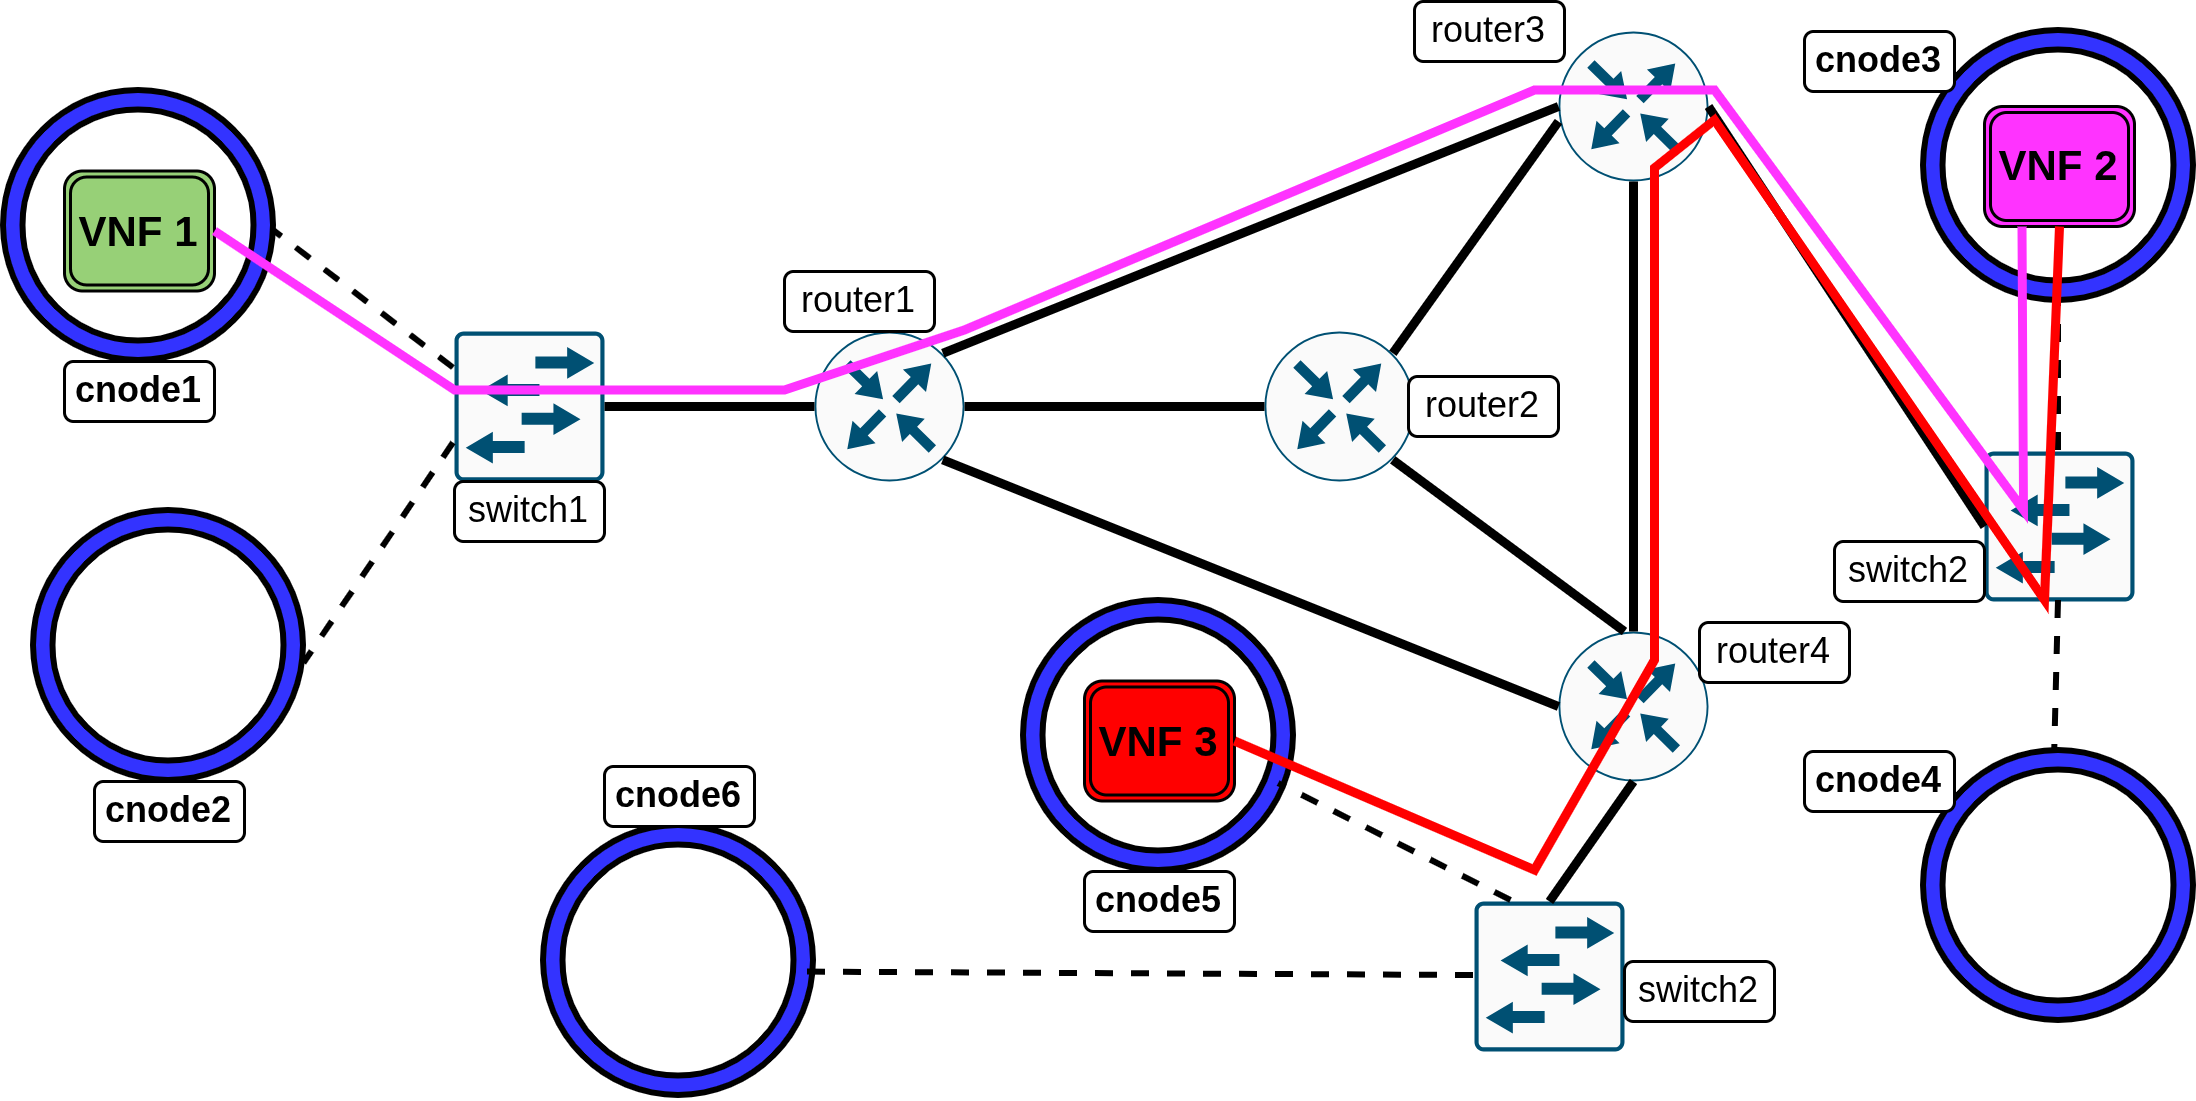 router3
cnode3
VNF 2
VNF 1
router1
cnode1
router2
switch1
switch2
router4
VNF 3
cnode6
cnode4
cnode2
cnode5
switch2